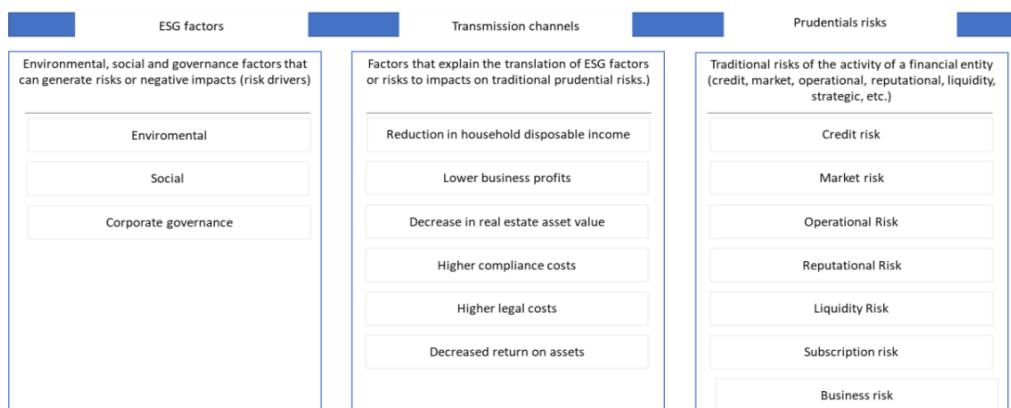 ESG factors
Transmission channels
Prudentials risks
Environmental, social and governance factors that
can generate risks or negative impacts (risk drivers)
Enviromental
Social
Corporate governance
Factors that explain the translation of ESG factors
or risks to impacts on traditional prudential risks.)
Reduction in household disposable income
Lower business profits
Decrease in real estate asset value
Higher compliance costs
Higher legal costs
Decreased return on assets
Traditional risks of the activity of a financial entity
(credit, market, operational, reputational, liquidity,
strategic, etc.)
Credit risk
Market risk
Operational Risk
Reputational Risk
Liquidity Risk
Subscription risk
Business risk